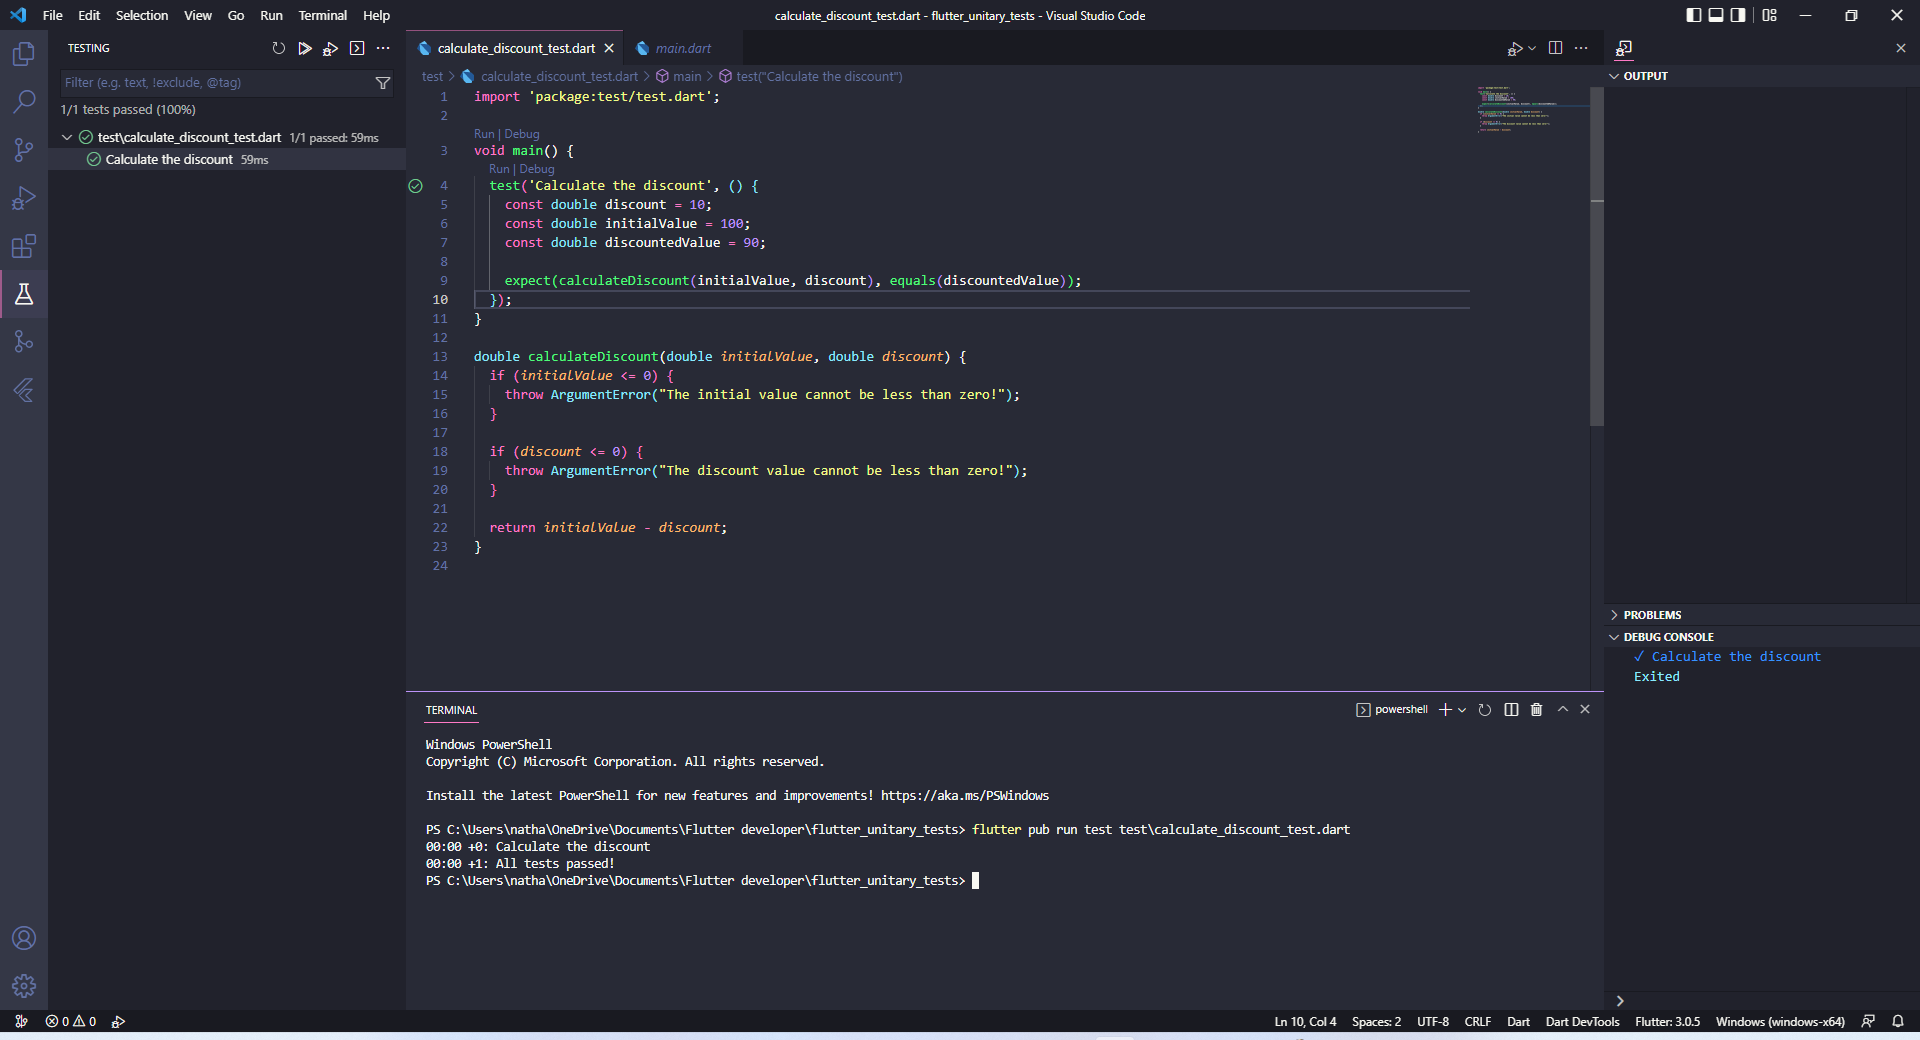 File Edit Selection View Go Run Terminal Help
calculate_discount_test.dart - flutter_unitary_tests - Visual Studio Code
TESTING
Filter (e.g. text, !exclude, @tag)
1/1 tests passed (100%)
test\calculate_discount_test.dart 1/1 passed: 59ms
Calculate the discount 59ms
calculate_discount_test.dart main.dart
test > calculate_discount_test.dart > main > test("Calculate the discount")
1 import 'package:test/test.dart';
2
Run | Debug
3 void main() {
Run | Debug
4 test('Calculate the discount', () {
5 const double discount = 10;
6 const double initialValue = 100;
7 const double discountedValue = 90;
8
9 expect(calculateDiscount(initialValue, discount), equals(discountedValue));
10 });
11 }
12
13 double calculateDiscount(double initialValue, double discount) {
14 if (initialValue <= 0) {
15 throw ArgumentError("The initial value cannot be less than zero!");
16 }
17
18 if (discount <= 0) {
19 throw ArgumentError("The discount value cannot be less than zero!");
20 }
21
22 return initialValue - discount;
23 }
24
OUTPUT
PROBLEMS
DEBUG CONSOLE
✓ Calculate the discount
Exited
TERMINAL
powershell
Windows PowerShell
Copyright (C) Microsoft Corporation. All rights reserved.
Install the latest PowerShell for new features and improvements! https://aka.ms/PSWindows
PS C:\Users\natha\OneDrive\Documents\Flutter developer\flutter_unitary_tests> flutter pub run test test\calculate_discount_test.dart
00:00 +0: Calculate the discount
00:00 +1: All tests passed!
PS C:\Users\natha\OneDrive\Documents\Flutter developer\flutter_unitary_tests>
0 0
Ln 10, Col 4 Spaces: 2 UTF-8 CRLF Dart Dart DevTools Flutter: 3.0.5 Windows (windows-x64)